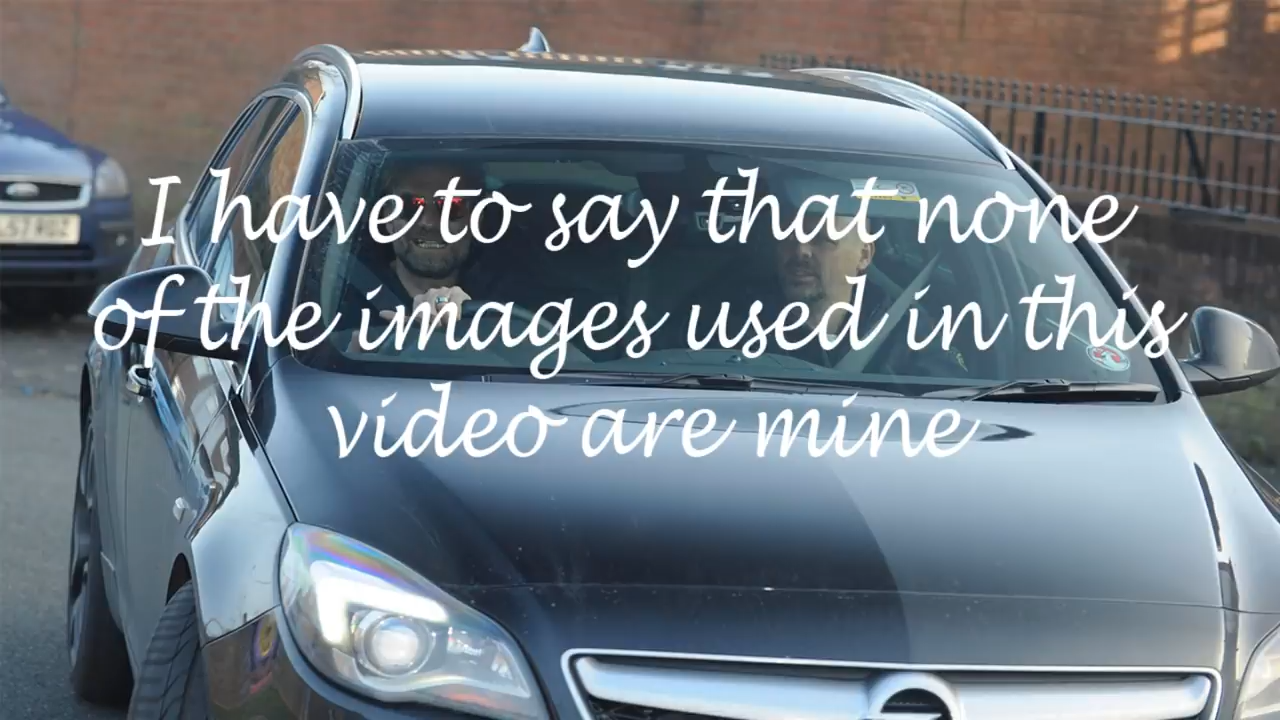 I have to say that none
of the images used in this
video are mine